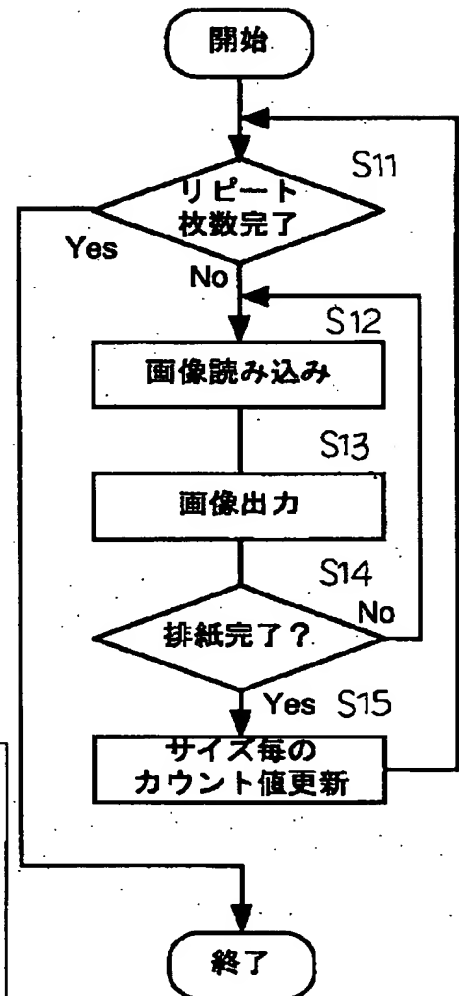 開始
S11
リピート
枚数完了
Yes
No
S12
画像読み込み
S13
画像出力
S14
排紙完了?
No
Yes
S15
サイズ毎の
カウント値更新
終了